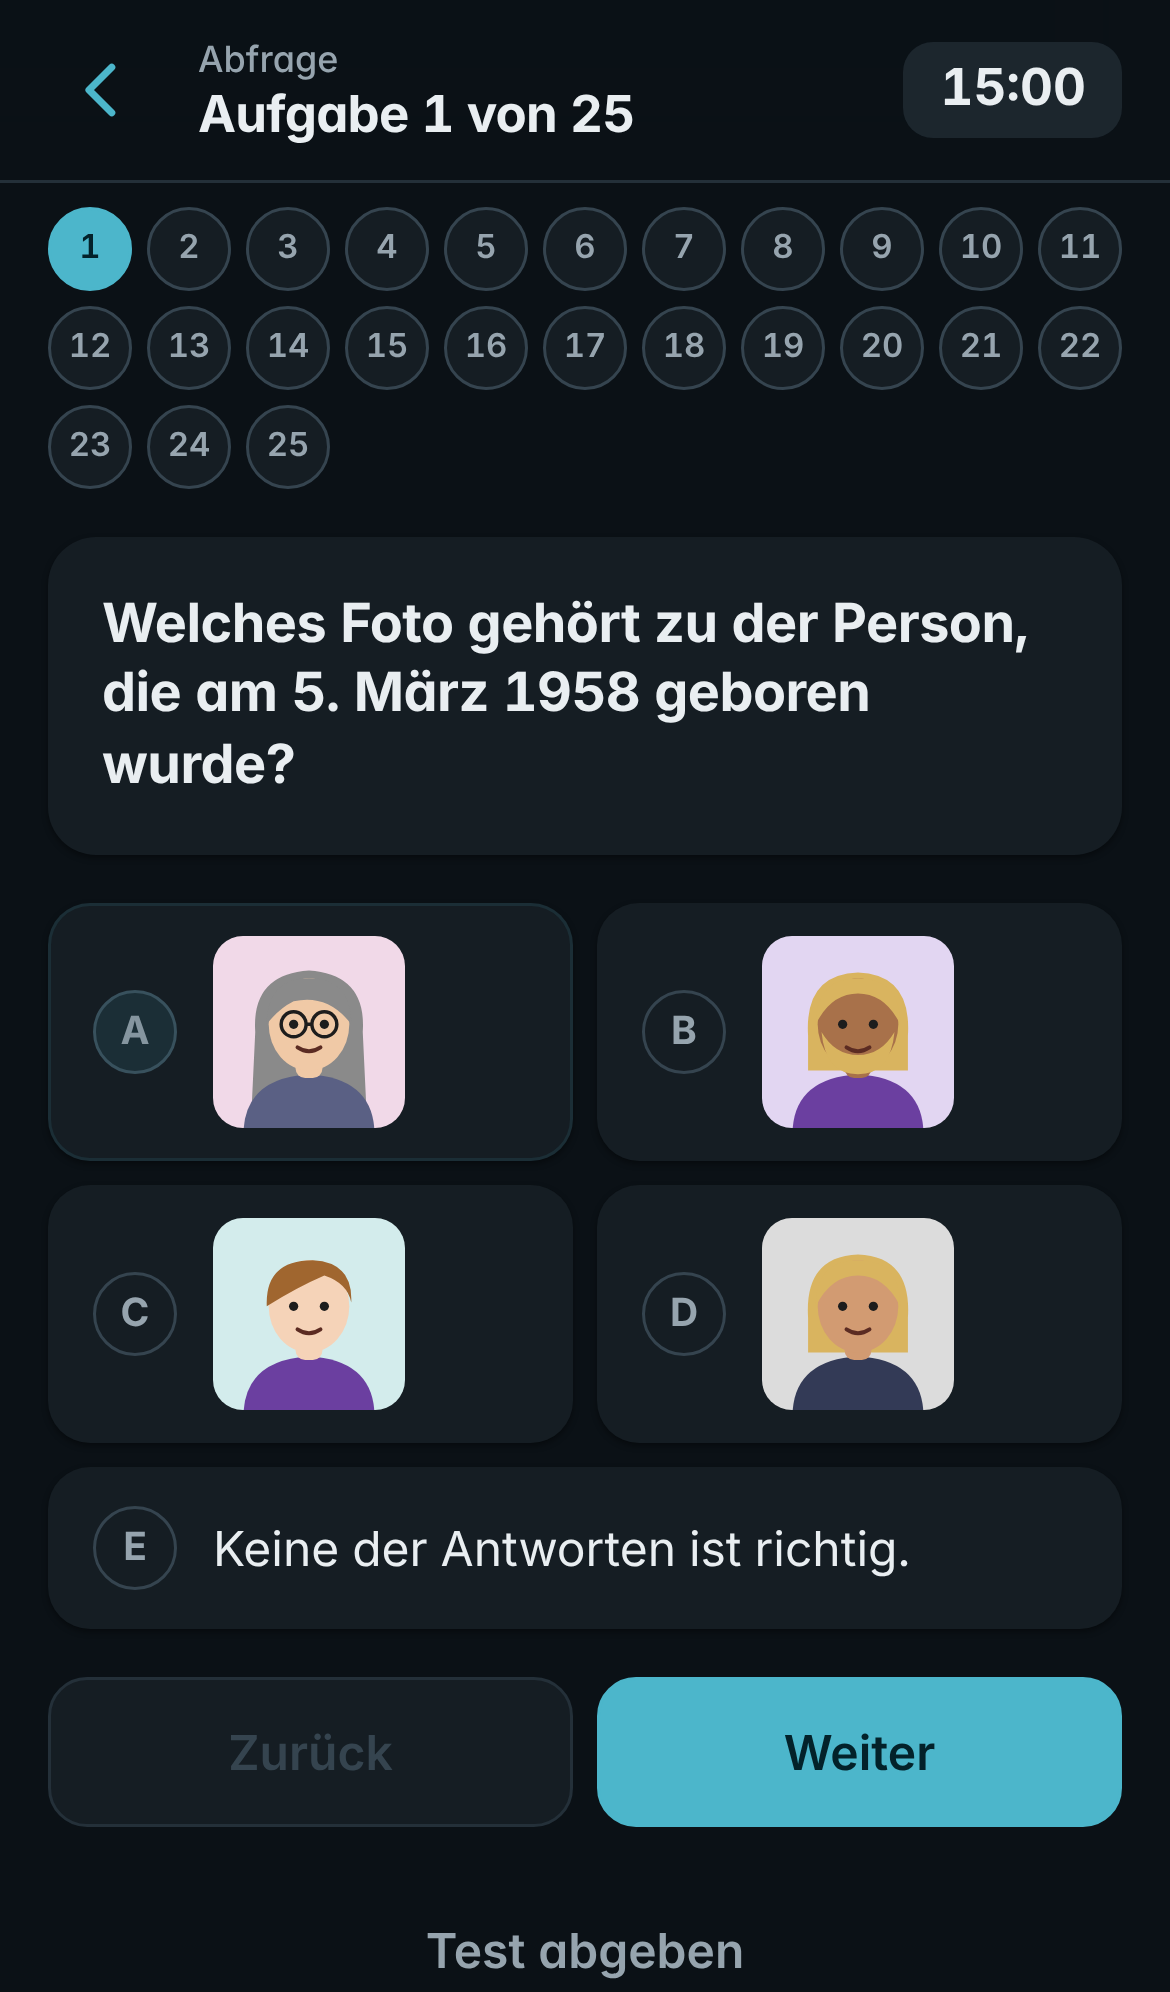 Abfrage
Aufgabe 1 von 25
15:00
1 2 3 4 5 6 7 8 9 10 11
12 13 14 15 16 17 18 19 20 21 22
23 24 25
Welches Foto gehört zu der Person,
die am 5. März 1958 geboren
wurde?
A
B
C
D
E Keine der Antworten ist richtig.
Zurück
Weiter
Test abgeben